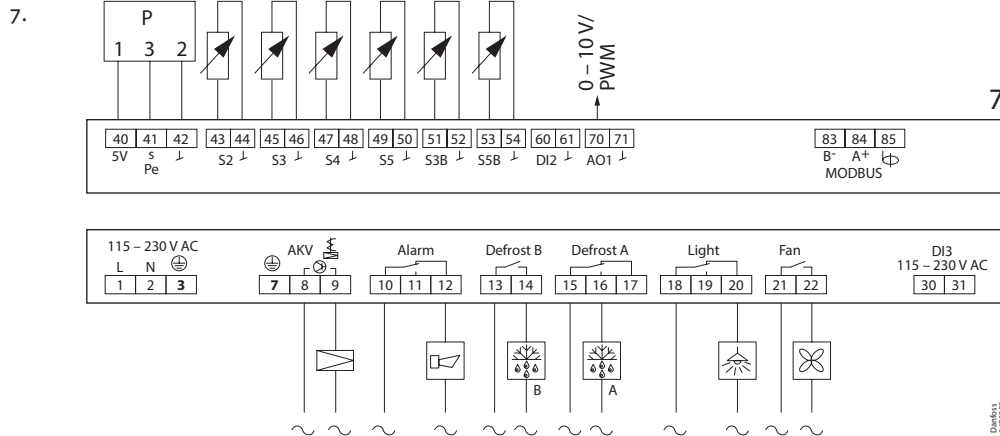 7.
P
1 3 2
0 – 10 V/
PWM
7
40 41 42 43 44 45 46 47 48 49 50 51 52 53 54 60 61 70 71 83 84 85
5V s S2 S3 S4 S5 S3B S5B DI2 AO1 B- A+
Pe MODBUS
115 – 230 V AC AKV Alarm Defrost B Defrost A Light Fan DI3
115 – 230 V AC
L N
1 2 3 7 8 9 10 11 12 13 14 15 16 17 18 19 20 21 22 30 31
B A
Danfoss